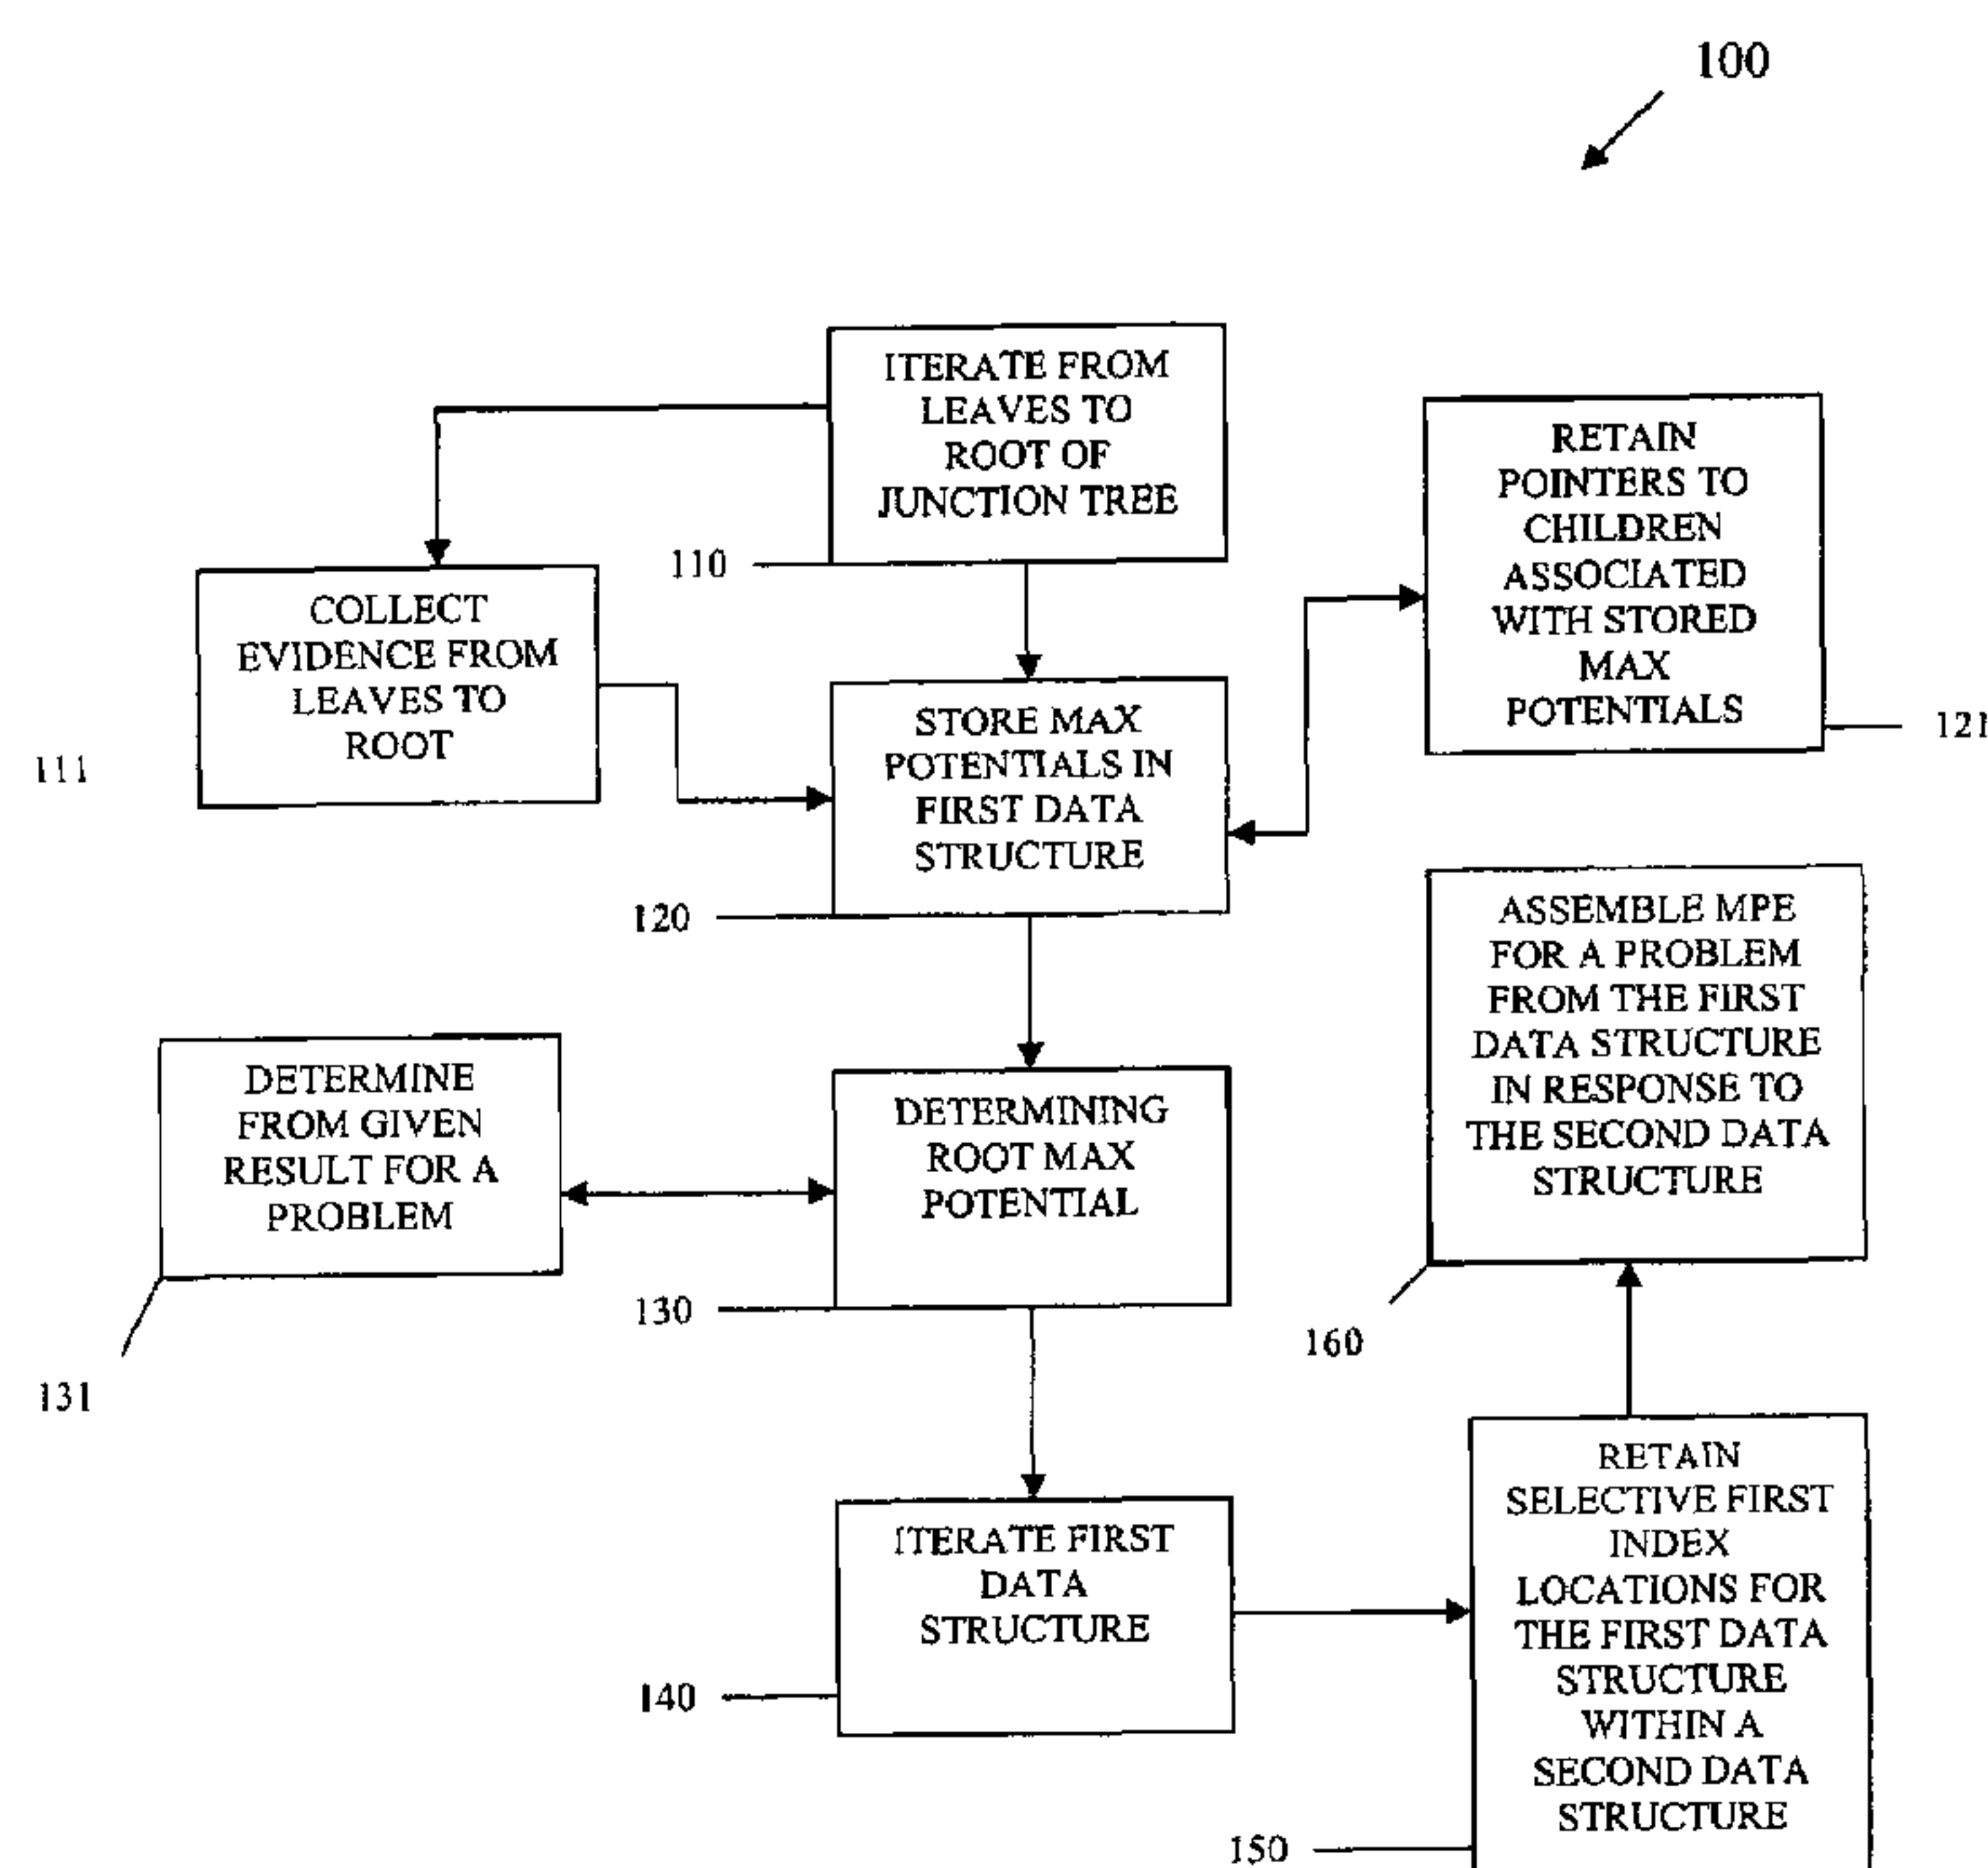 100
ITERATE FROM
LEAVES TO
ROOT OF
JUNCTION TREE
110
COLLECT
EVIDENCE FROM
LEAVES TO
ROOT
111
RETAIN
POINTERS TO
CHILDREN
ASSOCIATED
WITH STORED
MAX
POTENTIALS
121
STORE MAX
POTENTIALS IN
FIRST DATA
STRUCTURE
120
DETERMINE
FROM GIVEN
RESULT FOR A
PROBLEM
131
DETERMINING
ROOT MAX
POTENTIAL
130
ASSEMBLE MPE
FOR A PROBLEM
FROM THE FIRST
DATA STRUCTURE
IN RESPONSE TO
THE SECOND DATA
STRUCTURE
160
ITERATE FIRST
DATA
STRUCTURE
140
RETAIN
SELECTIVE FIRST
INDEX
LOCATIONS FOR
THE FIRST DATA
STRUCTURE
WITHIN A
SECOND DATA
STRUCTURE
150